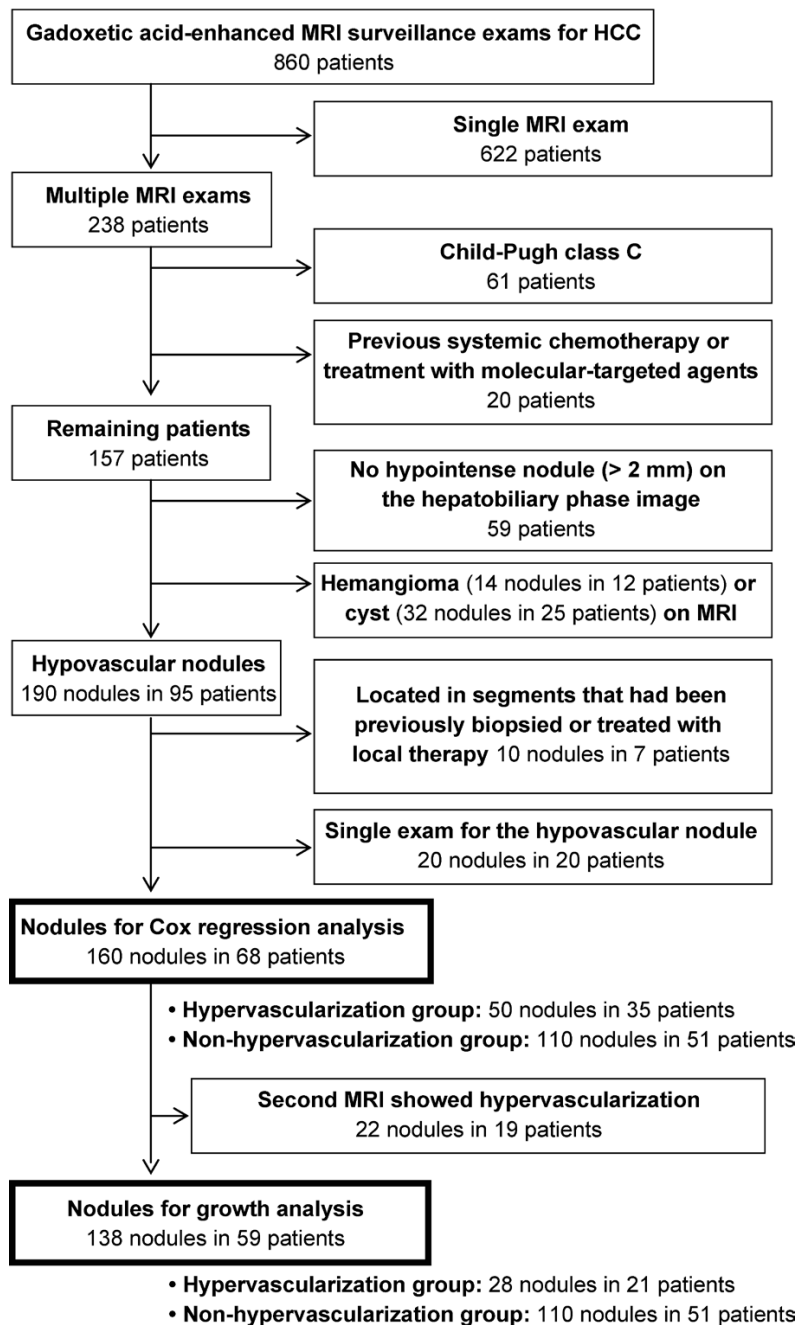 Gadoxetic acid-enhanced MRI surveillance exams for HCC
860 patients
Single MRI exam
622 patients
Multiple MRI exams
238 patients
Child-Pugh class C
61 patients
Previous systemic chemotherapy or
treatment with molecular-targeted agents
20 patients
Remaining patients
157 patients
No hypointense nodule (> 2 mm) on
the hepatobiliary phase image
59 patients
Hemangioma (14 nodules in 12 patients) or
cyst (32 nodules in 25 patients) on MRI
Hypovascular nodules
190 nodules in 95 patients
Located in segments that had been
previously biopsied or treated with
local therapy 10 nodules in 7 patients
Single exam for the hypovascular nodule
20 nodules in 20 patients
Nodules for Cox regression analysis
160 nodules in 68 patients
• Hypervascularization group: 50 nodules in 35 patients
• Non-hypervascularization group: 110 nodules in 51 patients
Second MRI showed hypervascularization
22 nodules in 19 patients
Nodules for growth analysis
138 nodules in 59 patients
• Hypervascularization group: 28 nodules in 21 patients
• Non-hypervascularization group: 110 nodules in 51 patients